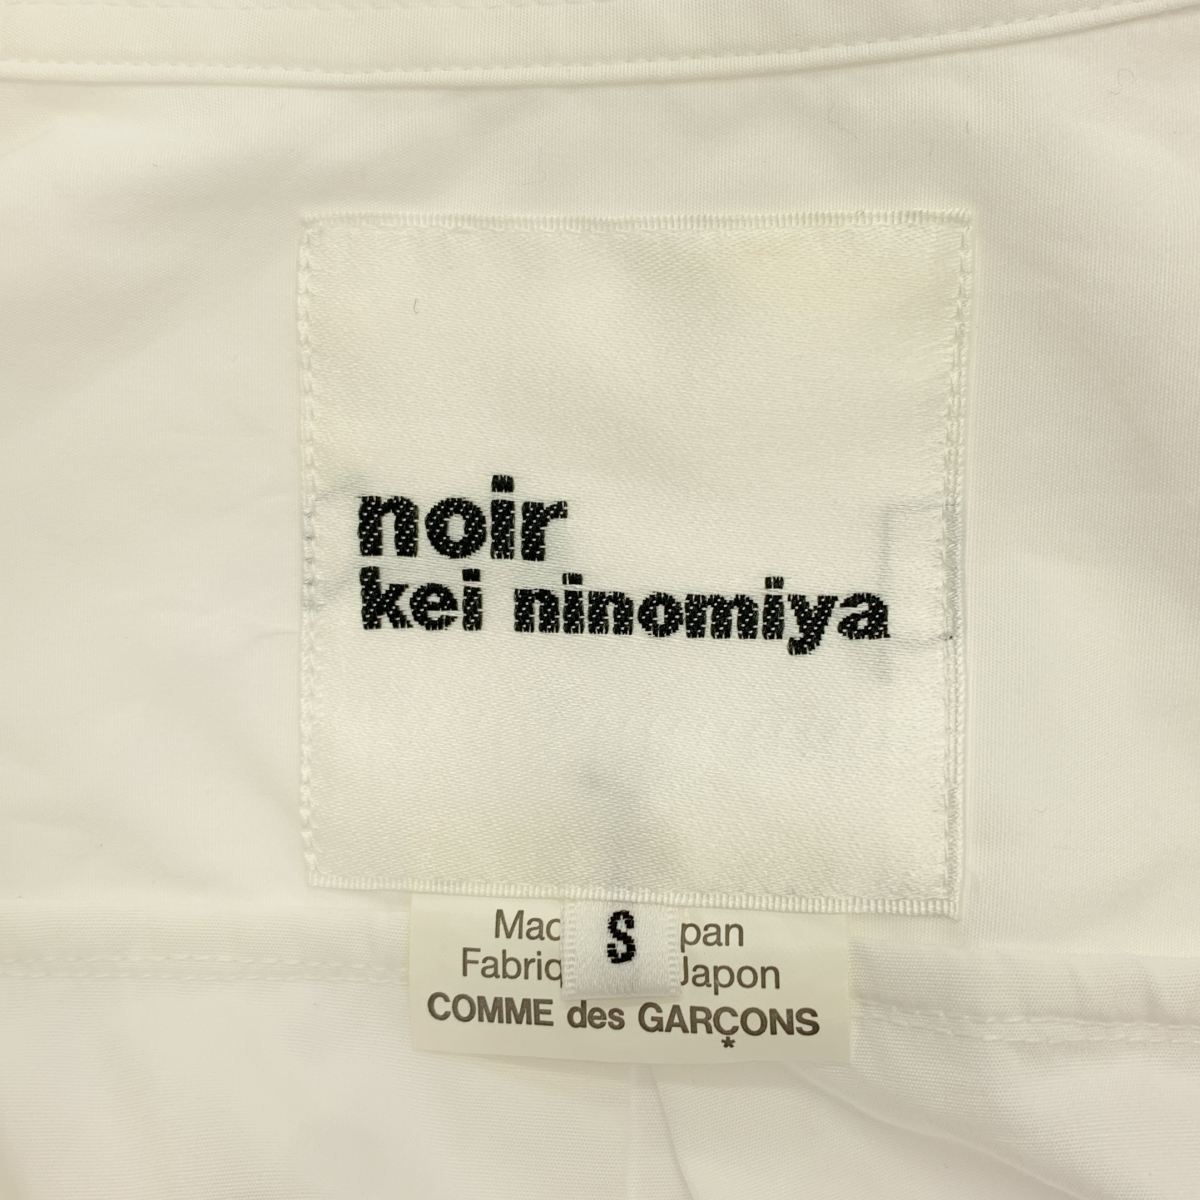 noir
kei ninomiya
S
Mac pan
Fabriq Japon
COMME des GARÇONS
*